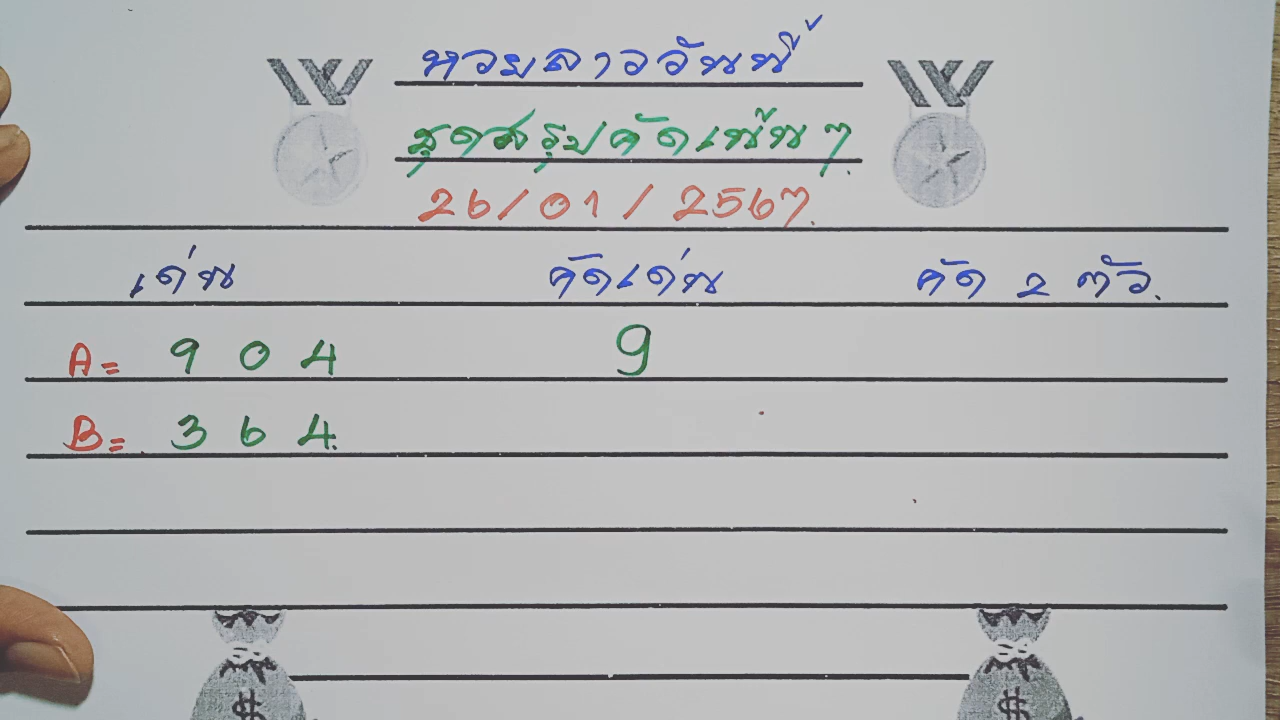 หวยลาววันนี้
สุดสรุปคัดเน้นๆ.
26/01/2567.
เด่น คัดเด่น คัด 2 ตัว.
A= 9 0 4 9
B= 3 6 4.
$ $